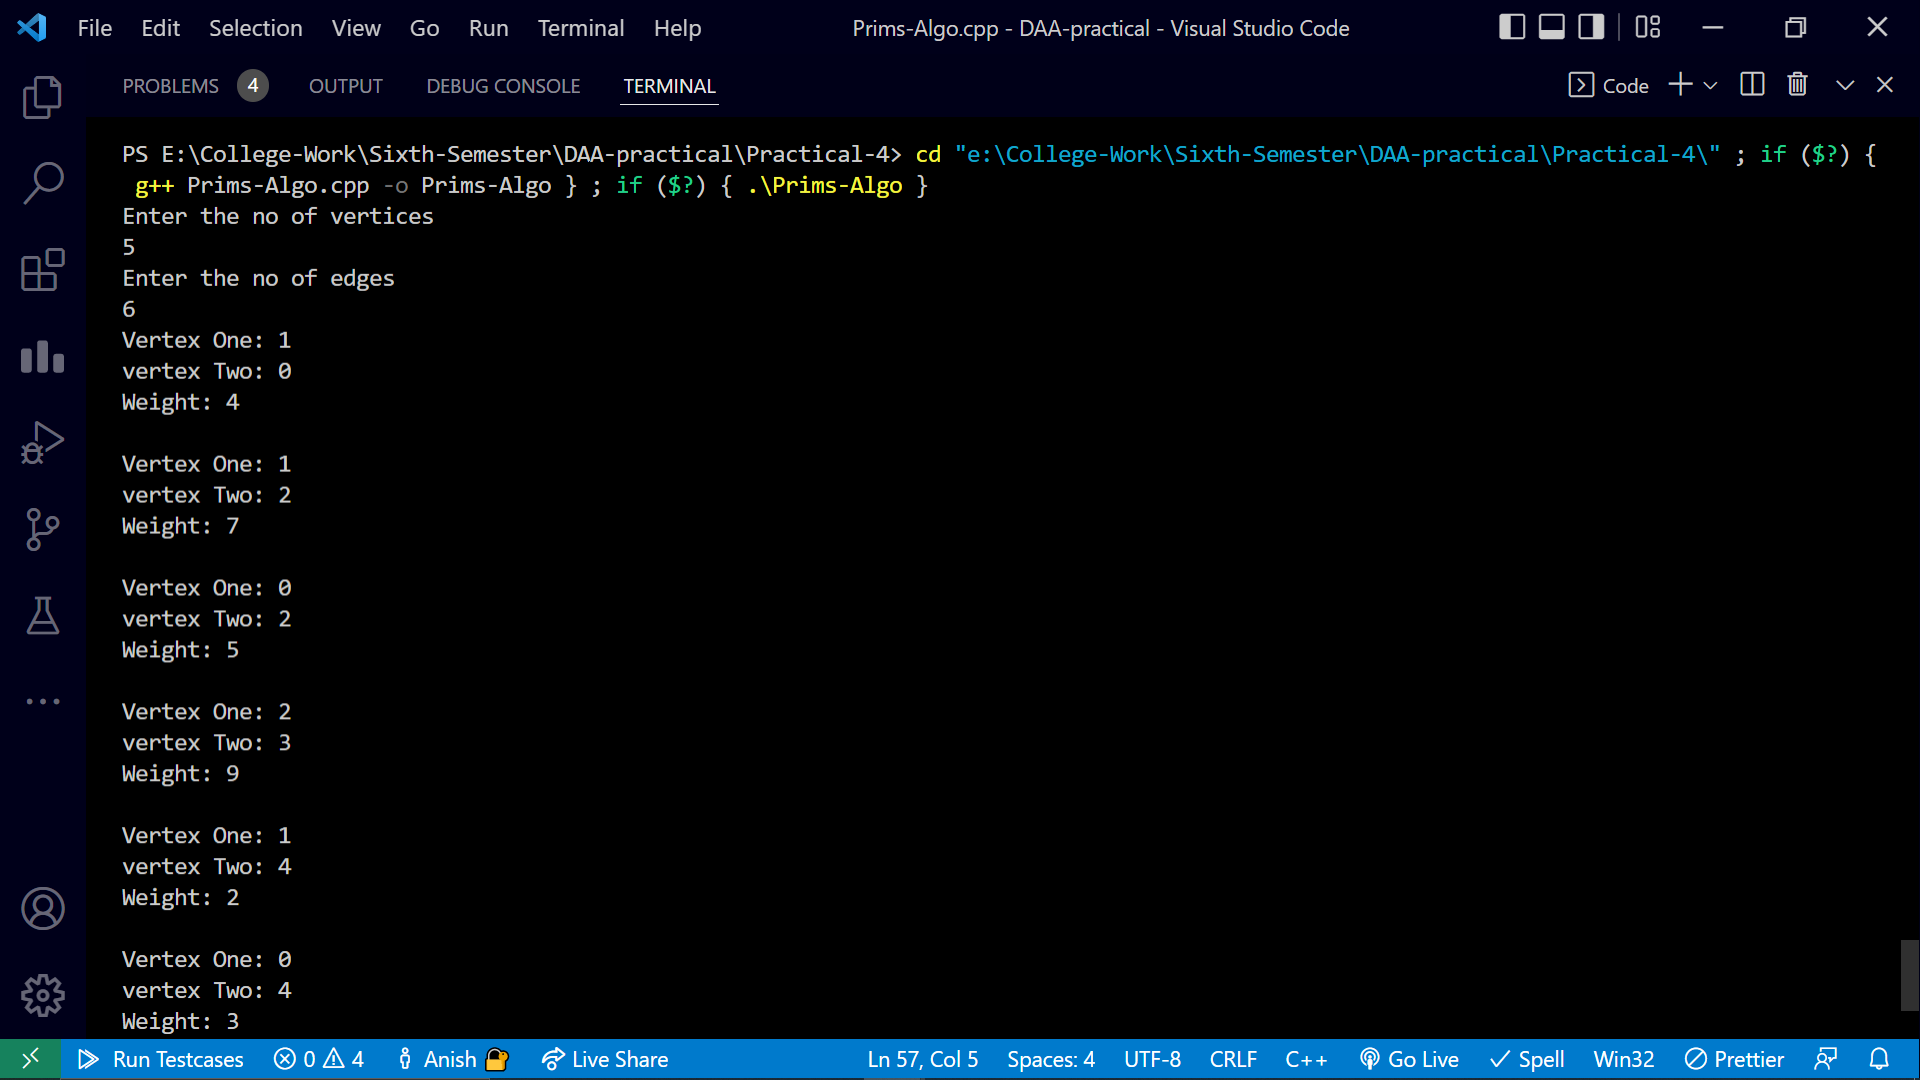 File Edit Selection View Go Run Terminal Help Prims-Algo.cpp - DAA-practical - Visual Studio Code
PROBLEMS 4 OUTPUT DEBUG CONSOLE TERMINAL Code
PS E:\College-Work\Sixth-Semester\DAA-practical\Practical-4> cd "e:\College-Work\Sixth-Semester\DAA-practical\Practical-4\" ; if ($?) {
g++ Prims-Algo.cpp -o Prims-Algo } ; if ($?) { .\Prims-Algo }
Enter the no of vertices
5
Enter the no of edges
6
Vertex One: 1
vertex Two: 0
Weight: 4
Vertex One: 1
vertex Two: 2
Weight: 7
Vertex One: 0
vertex Two: 2
Weight: 5
Vertex One: 2
vertex Two: 3
Weight: 9
Vertex One: 1
vertex Two: 4
Weight: 2
Vertex One: 0
vertex Two: 4
Weight: 3
Run Testcases 0 4 Anish Live Share Ln 57, Col 5 Spaces: 4 UTF-8 CRLF C++ Go Live Spell Win32 Prettier